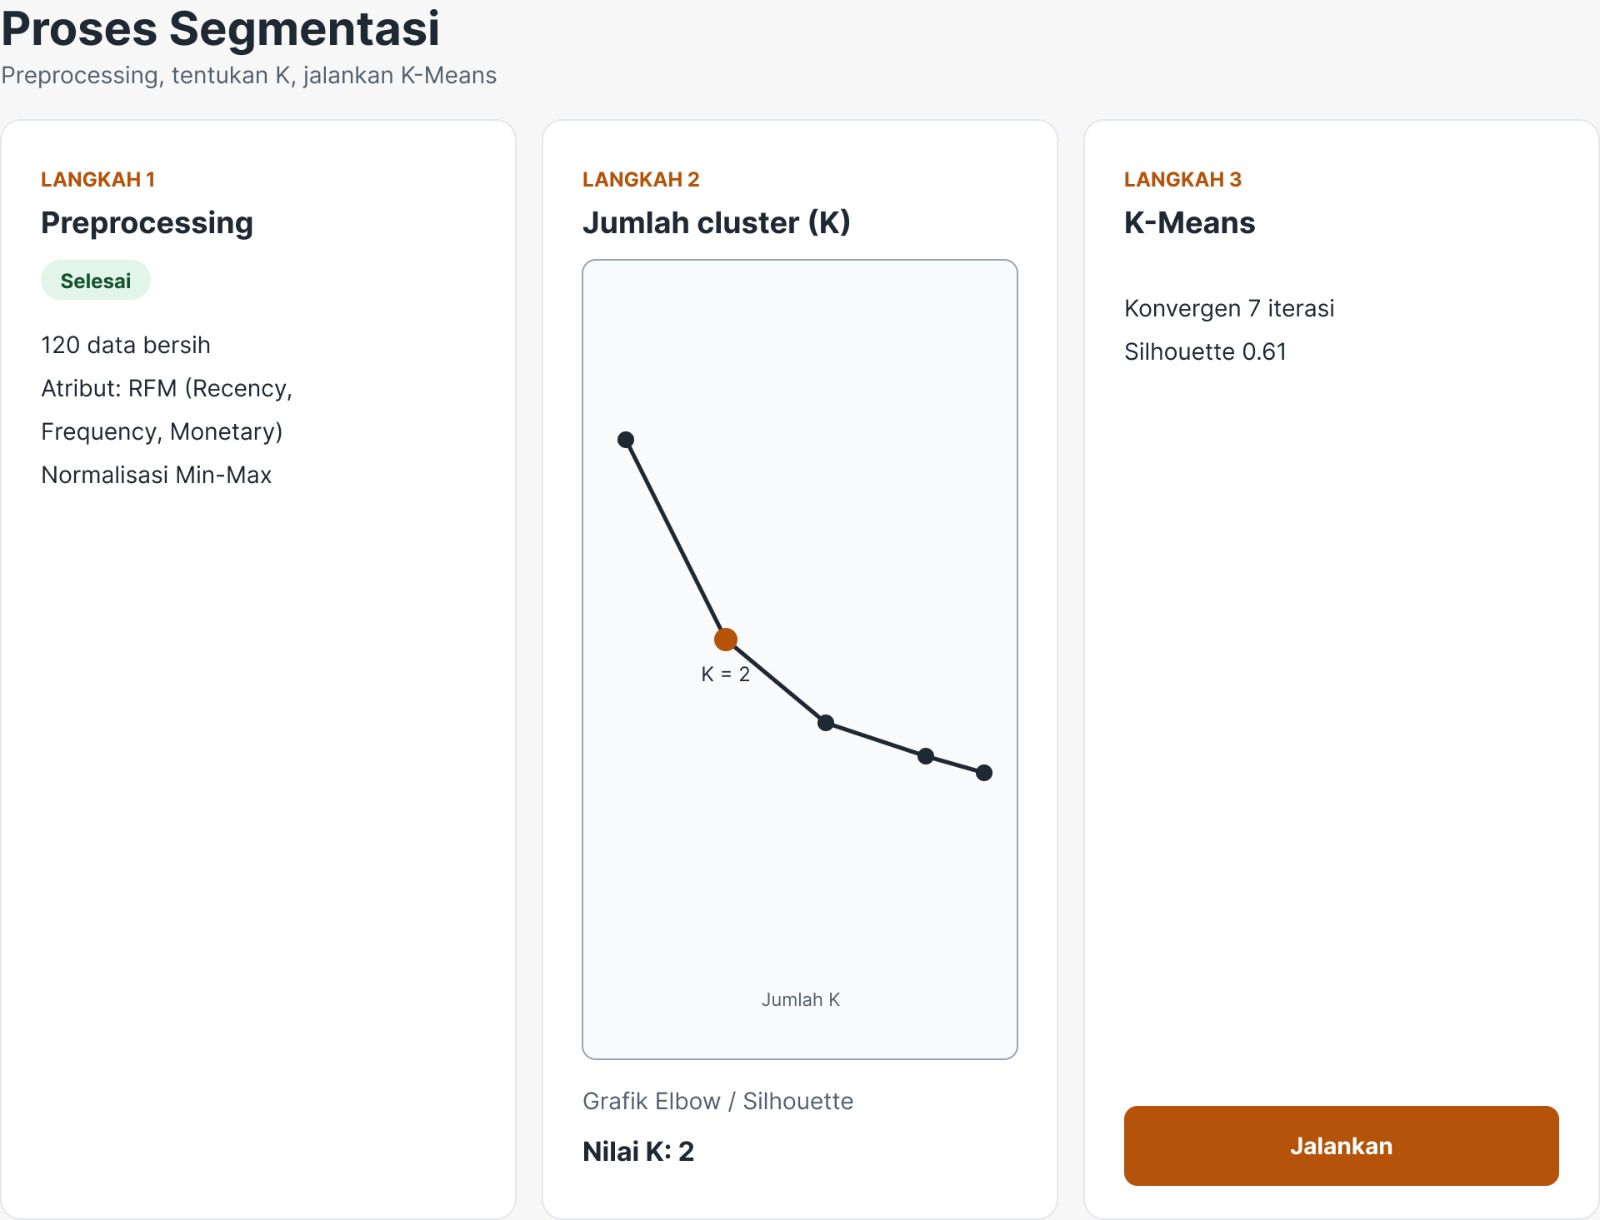 Proses Segmentasi
Preprocessing, tentukan K, jalankan K-Means
LANGKAH 1
Preprocessing
Selesai
120 data bersih
Atribut: RFM (Recency,
Frequency, Monetary)
Normalisasi Min-Max
LANGKAH 2
Jumlah cluster (K)
K = 2
Jumlah K
Grafik Elbow / Silhouette
Nilai K: 2
LANGKAH 3
K-Means
Konvergen 7 iterasi
Silhouette 0.61
Jalankan